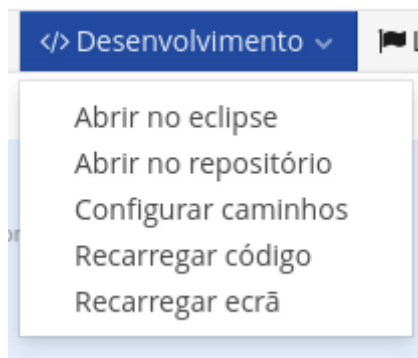 </> Desenvolvimento
Abrir no eclipse
Abrir no repositório
Configurar caminhos
Recarregar código
Recarregar ecrã